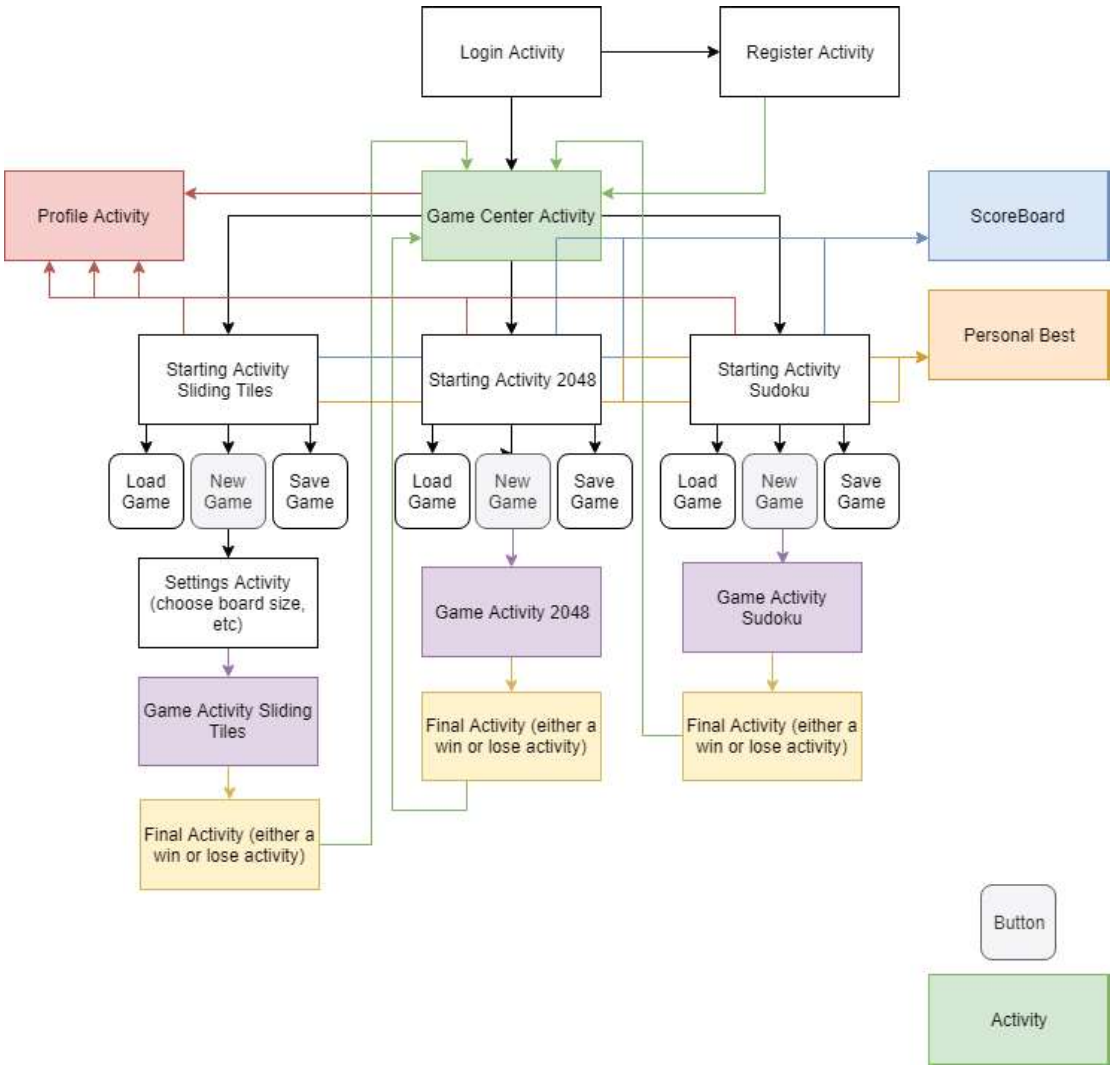 Login Activity
Register Activity
Profile Activity
Game Center Activity
ScoreBoard
Personal Best
Starting Activity
Sliding Tiles
Starting Activity 2048
Starting Activity
Sudoku
Load
Game
New
Game
Save
Game
Load
Game
New
Game
Save
Game
Load
Game
New
Game
Save
Game
Settings Activity
(choose board size,
etc)
Game Activity 2048
Game Activity
Sudoku
Game Activity Sliding
Tiles
Final Activity (either a
win or lose activity)
Final Activity (either a
win or lose activity)
Final Activity (either a
win or lose activity)
Button
Activity